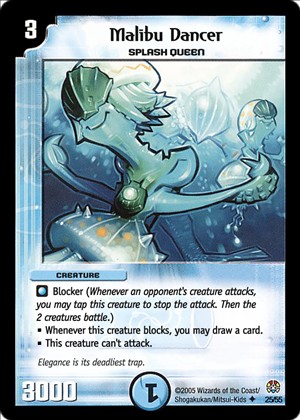 3
Malibu Dancer
SPLASH QUEEN
CREATURE
Blocker (Whenever an opponent's creature attacks,
you may tap this creature to stop the attack. Then the
2 creatures battle.)
▪ Whenever this creature blocks, you may draw a card.
▪ This creature can't attack.
Elegance is its deadliest trap.
3000
1
©2005 Wizards of the Coast/
Shogakukan/Mitsui-Kids ♦ 25/55